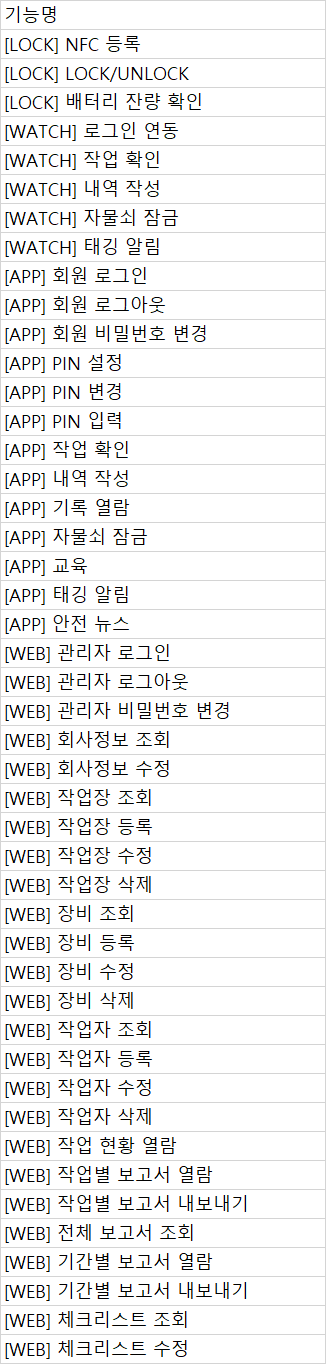 기능명
[LOCK] NFC 등록
[LOCK] LOCK/UNLOCK
[LOCK] 배터리 잔량 확인
[WATCH] 로그인 연동
[WATCH] 작업 확인
[WATCH] 내역 작성
[WATCH] 자물쇠 잠금
[WATCH] 태깅 알림
[APP] 회원 로그인
[APP] 회원 로그아웃
[APP] 회원 비밀번호 변경
[APP] PIN 설정
[APP] PIN 변경
[APP] PIN 입력
[APP] 작업 확인
[APP] 내역 작성
[APP] 기록 열람
[APP] 자물쇠 잠금
[APP] 교육
[APP] 태깅 알림
[APP] 안전 뉴스
[WEB] 관리자 로그인
[WEB] 관리자 로그아웃
[WEB] 관리자 비밀번호 변경
[WEB] 회사정보 조회
[WEB] 회사정보 수정
[WEB] 작업장 조회
[WEB] 작업장 등록
[WEB] 작업장 수정
[WEB] 작업장 삭제
[WEB] 장비 조회
[WEB] 장비 등록
[WEB] 장비 수정
[WEB] 장비 삭제
[WEB] 작업자 조회
[WEB] 작업자 등록
[WEB] 작업자 수정
[WEB] 작업자 삭제
[WEB] 작업 현황 열람
[WEB] 작업별 보고서 열람
[WEB] 작업별 보고서 내보내기
[WEB] 전체 보고서 조회
[WEB] 기간별 보고서 열람
[WEB] 기간별 보고서 내보내기
[WEB] 체크리스트 조회
[WEB] 체크리스트 수정